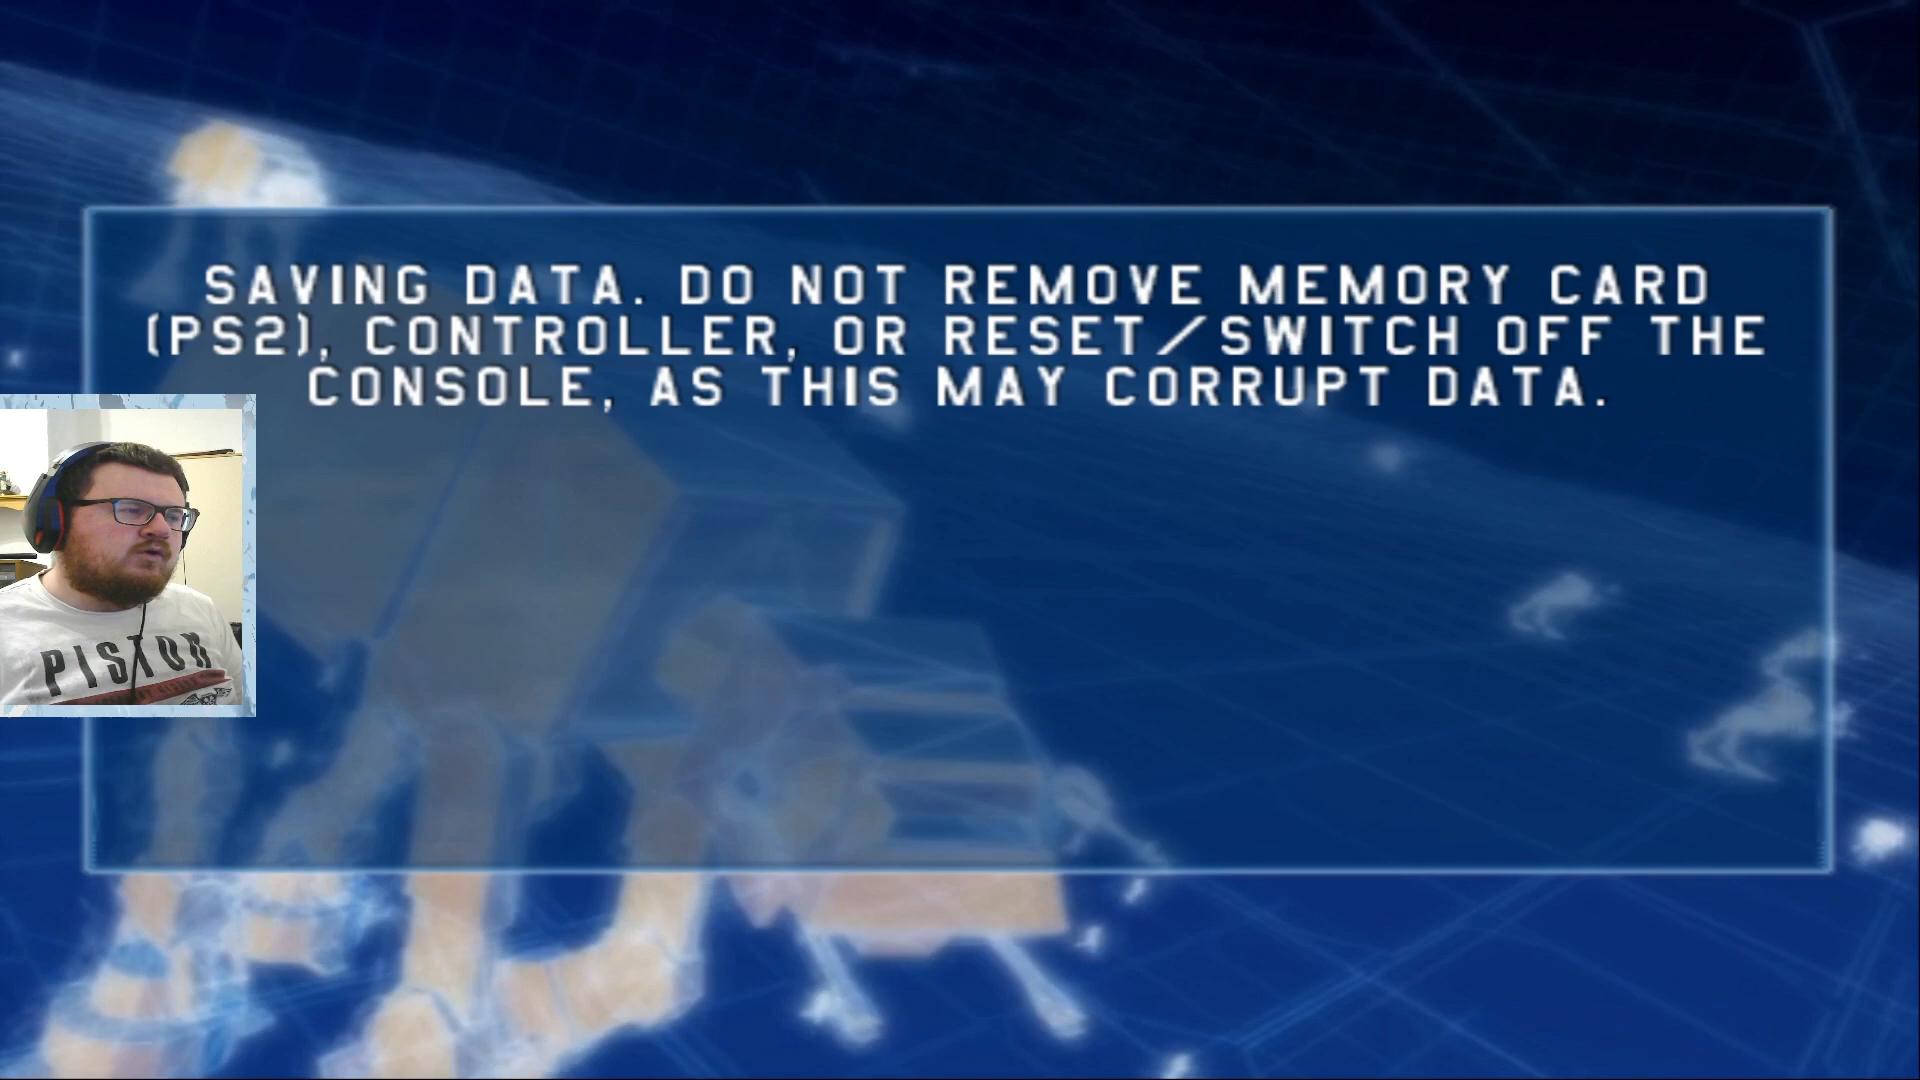 SAVING DATA. DO NOT REMOVE MEMORY CARD
(PS2), CONTROLLER, OR RESET/SWITCH OFF THE
CONSOLE, AS THIS MAY CORRUPT DATA.
PISTON